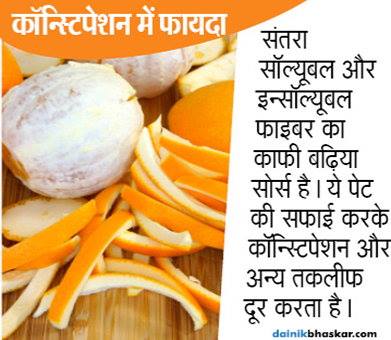 कॉन्स्टिपेशन में फायदा
संतरा
सॉल्यूबल और
इन्सॉल्यूबल
फाइबर का
काफी बढ़िया
सोर्स है। ये पेट
की सफाई करके
कॉन्स्टिपेशन और
अन्य तकलीफ
दूर करता है।
dainikbhaskar.com